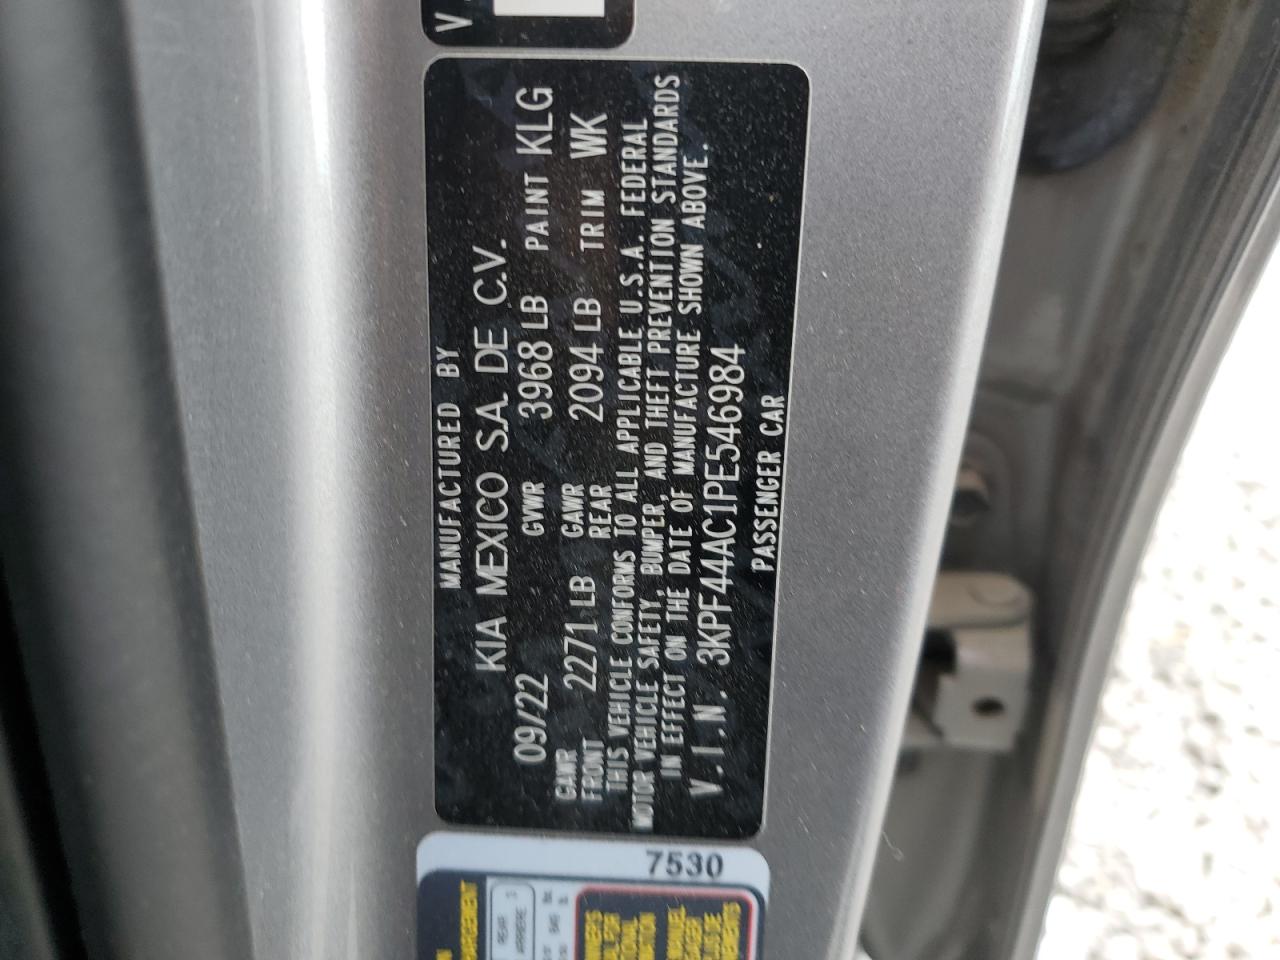 V
MANUFACTURED BY
KIA MEXICO S.A. DE C.V.
09/22 GVWR 3968 LB PAINT KLG
GAWR FRONT 2271 LB GAWR REAR 2094 LB TRIM WK
THIS VEHICLE CONFORMS TO ALL APPLICABLE U.S.A. FEDERAL
MOTOR VEHICLE SAFETY, BUMPER, AND THEFT PREVENTION STANDARDS
IN EFFECT ON THE DATE OF MANUFACTURE SHOWN ABOVE.
V.I.N. 3KPF44AC1PE546984
PASSENGER CAR
7530
REAR
ARRIERE